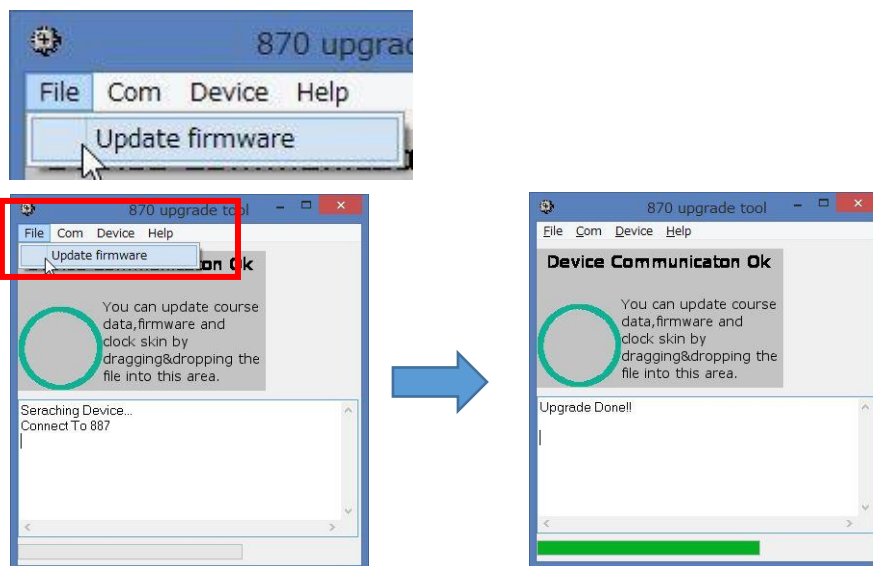 870 upgrad
File Com Device Help
Update firmware
870 upgrade tool
File Com Device Help
Update firmware
on Ok
You can update course
data,firmware and
clock skin by
dragging&dropping the
file into this area.
Seraching Device...
Connect To 887
870 upgrade tool
File Com Device Help
Device Communicaton Ok
You can update course
data,firmware and
clock skin by
dragging&dropping the
file into this area.
Upgrade Done!!